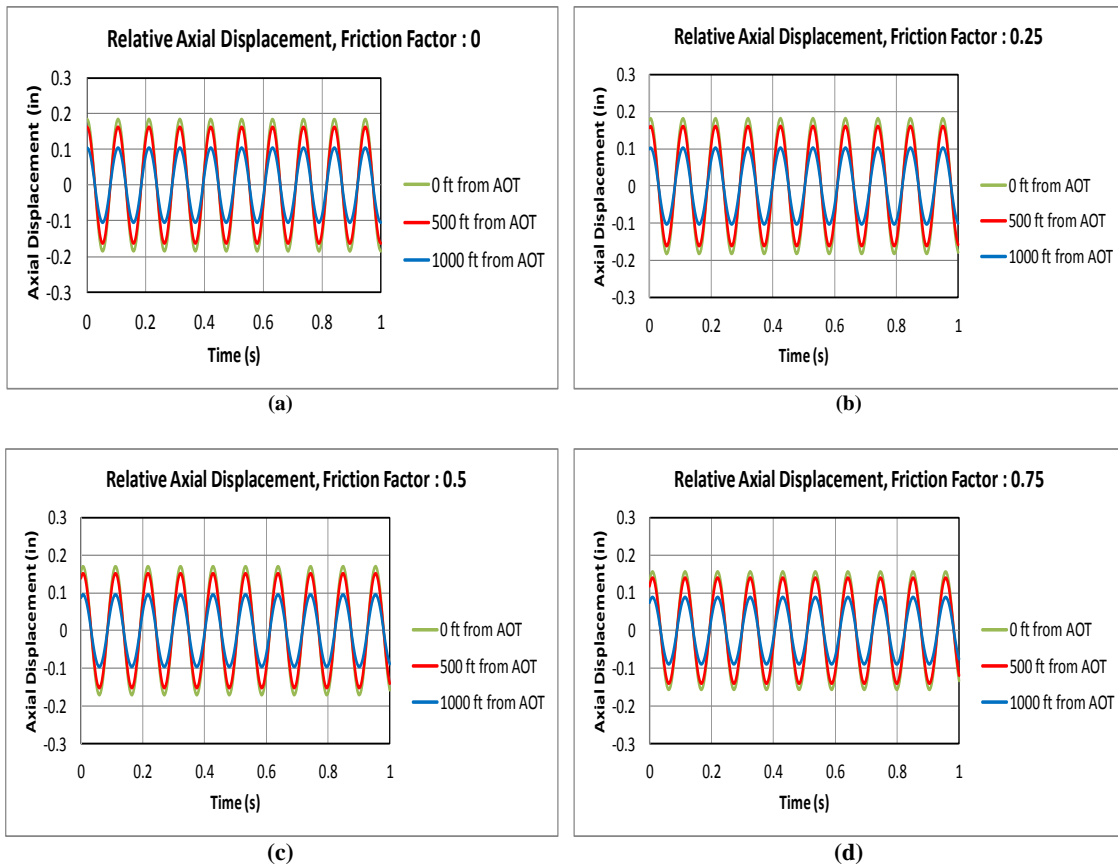 Relative Axial Displacement, Friction Factor : 0
Axial Displacement (in)
0.3
0.2
0.1
0
-0.1
-0.2
-0.3
0 0.2 0.4 0.6 0.8 1
Time (s)
0 ft from AOT
500 ft from AOT
1000 ft from AOT
(a)
Relative Axial Displacement, Friction Factor : 0.25
Axial Displacement (in)
0.3
0.2
0.1
0
-0.1
-0.2
-0.3
0 0.2 0.4 0.6 0.8 1
Time (s)
0 ft from AOT
500 ft from AOT
1000 ft from AOT
(b)
Relative Axial Displacement, Friction Factor : 0.5
Axial Displacement (in)
0.3
0.2
0.1
0
-0.1
-0.2
-0.3
0 0.2 0.4 0.6 0.8 1
Time (s)
0 ft from AOT
500 ft from AOT
1000 ft from AOT
(c)
Relative Axial Displacement, Friction Factor : 0.75
Axial Displacement (in)
0.3
0.2
0.1
0
-0.1
-0.2
-0.3
0 0.2 0.4 0.6 0.8 1
Time (s)
0 ft from AOT
500 ft from AOT
1000 ft from AOT
(d)